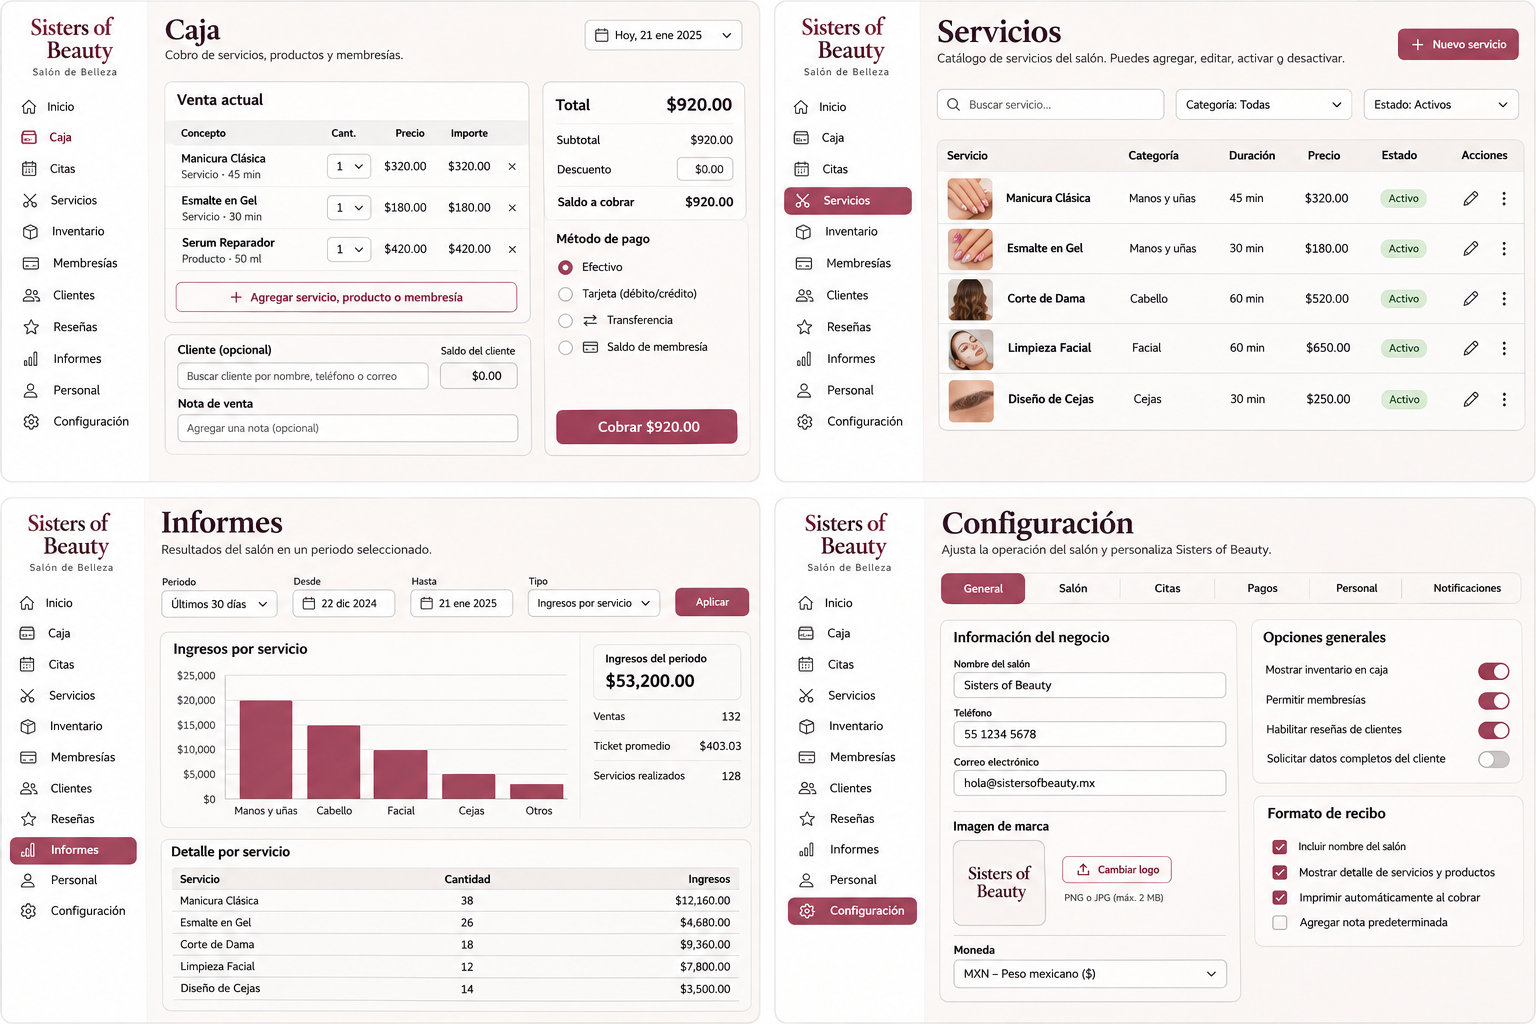 Sisters of
Beauty
Salón de Belleza
Inicio
Caja
Citas
Servicios
Inventario
Membresías
Clientes
Reseñas
Informes
Personal
Configuración
Caja
Cobro de servicios, productos y membresías.
Hoy, 21 ene 2025
Venta actual
Concepto Cant. Precio Importe
Manicura Clásica
Servicio · 45 min
1 $320.00 $320.00 ×
Esmalte en Gel
Servicio · 30 min
1 $180.00 $180.00 ×
Serum Reparador
Producto · 50 ml
1 $420.00 $420.00 ×
+ Agregar servicio, producto o membresía
Cliente (opcional) Saldo del cliente
Buscar cliente por nombre, teléfono o correo $0.00
Nota de venta
Agregar una nota (opcional)
Total $920.00
Subtotal $920.00
Descuento $0.00
Saldo a cobrar $920.00
Método de pago
Efectivo
Tarjeta (débito/crédito)
Transferencia
Saldo de membresía
Cobrar $920.00
Sisters of
Beauty
Salón de Belleza
Inicio
Caja
Citas
Servicios
Inventario
Membresías
Clientes
Reseñas
Informes
Personal
Configuración
Servicios
Catálogo de servicios del salón. Puedes agregar, editar, activar o desactivar.
+ Nuevo servicio
Buscar servicio...
Categoría: Todas
Estado: Activos
Servicio Categoría Duración Precio Estado Acciones
Manicura Clásica Manos y uñas 45 min $320.00 Activo
Esmalte en Gel Manos y uñas 30 min $180.00 Activo
Corte de Dama Cabello 60 min $520.00 Activo
Limpieza Facial Facial 60 min $650.00 Activo
Diseño de Cejas Cejas 30 min $250.00 Activo
Sisters of
Beauty
Salón de Belleza
Inicio
Caja
Citas
Servicios
Inventario
Membresías
Clientes
Reseñas
Informes
Personal
Configuración
Informes
Resultados del salón en un periodo seleccionado.
Periodo Desde Hasta Tipo
Últimos 30 días 22 dic 2024 21 ene 2025 Ingresos por servicio Aplicar
Ingresos por servicio
$25,000
$20,000
$15,000
$10,000
$5,000
$0
Manos y uñas Cabello Facial Cejas Otros
Ingresos del periodo
$53,200.00
Ventas 132
Ticket promedio $403.03
Servicios realizados 128
Detalle por servicio
Servicio Cantidad Ingresos
Manicura Clásica 38 $12,160.00
Esmalte en Gel 26 $4,680.00
Corte de Dama 18 $9,360.00
Limpieza Facial 12 $7,800.00
Diseño de Cejas 14 $3,500.00
Sisters of
Beauty
Salón de Belleza
Inicio
Caja
Citas
Servicios
Inventario
Membresías
Clientes
Reseñas
Informes
Personal
Configuración
Configuración
Ajusta la operación del salón y personaliza Sisters of Beauty.
General Salón Citas Pagos Personal Notificaciones
Información del negocio
Nombre del salón
Sisters of Beauty
Teléfono
55 1234 5678
Correo electrónico
hola@sistersofbeauty.mx
Imagen de marca
Sisters of
Beauty
Cambiar logo
PNG o JPG (máx. 2 MB)
Moneda
MXN – Peso mexicano ($)
Opciones generales
Mostrar inventario en caja
Permitir membresías
Habilitar reseñas de clientes
Solicitar datos completos del cliente
Formato de recibo
Incluir nombre del salón
Mostrar detalle de servicios y productos
Imprimir automáticamente al cobrar
Agregar nota predeterminada